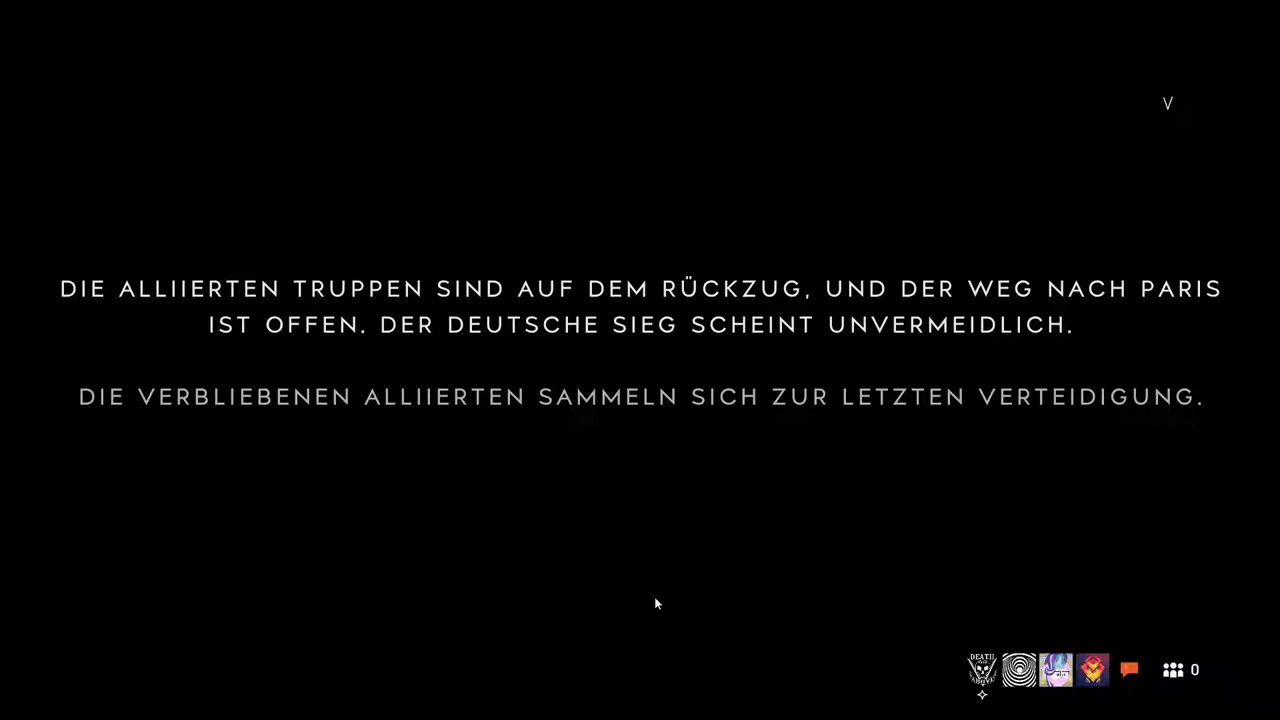 V
DIE ALLIIERTEN TRUPPEN SIND AUF DEM RÜCKZUG, UND DER WEG NACH PARIS
IST OFFEN. DER DEUTSCHE SIEG SCHEINT UNVERMEIDLICH.
DIE VERBLIEBENEN ALLIIERTEN SAMMELN SICH ZUR LETZTEN VERTEIDIGUNG.
DEATH
0